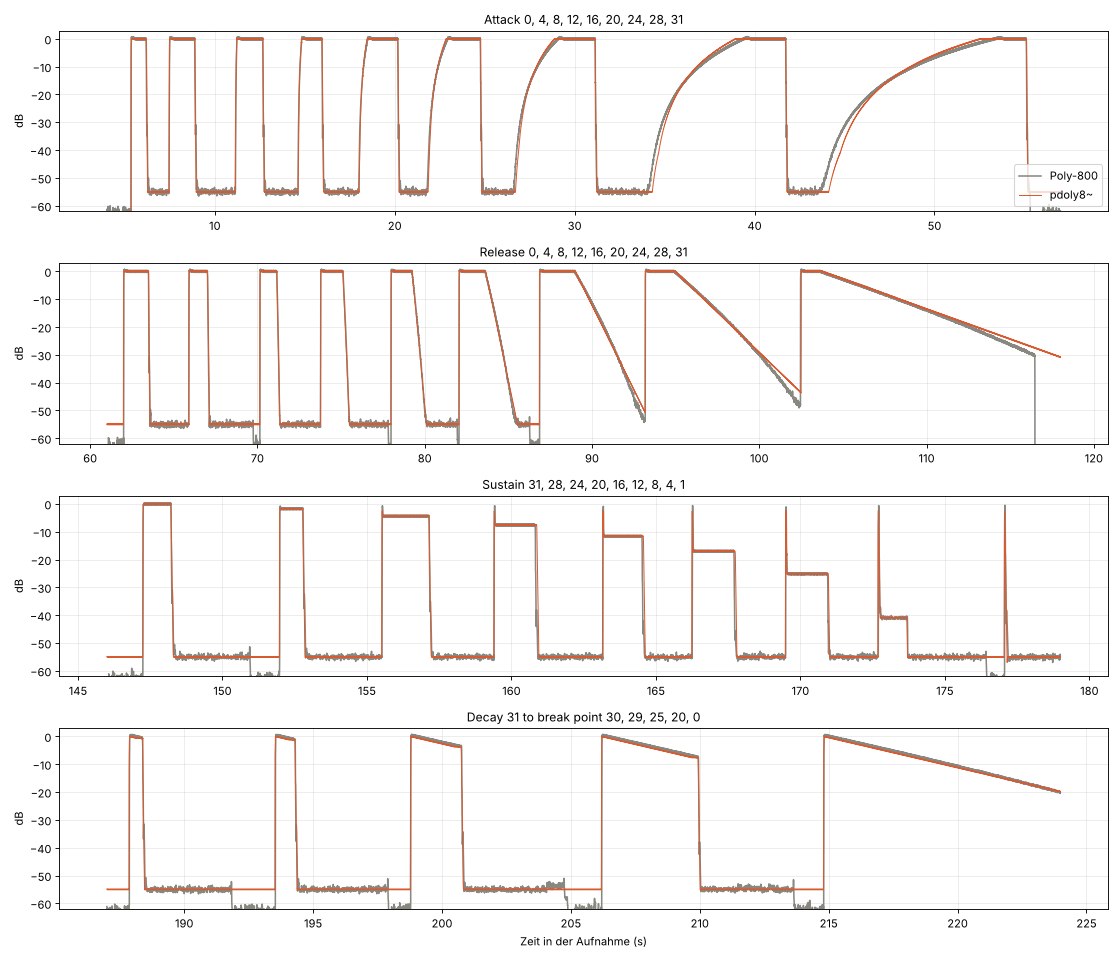 Attack 0, 4, 8, 12, 16, 20, 24, 28, 31
0
−10
−20
−30
−40
−50
−60
dB
Poly-800
pdoly8~
10 20 30 40 50
Release 0, 4, 8, 12, 16, 20, 24, 28, 31
0
−10
−20
−30
−40
−50
−60
dB
60 70 80 90 100 110 120
Sustain 31, 28, 24, 20, 16, 12, 8, 4, 1
0
−10
−20
−30
−40
−50
−60
dB
145 150 155 160 165 170 175 180
Decay 31 to break point 30, 29, 25, 20, 0
0
−10
−20
−30
−40
−50
−60
dB
190 195 200 205 210 215 220 225
Zeit in der Aufnahme (s)